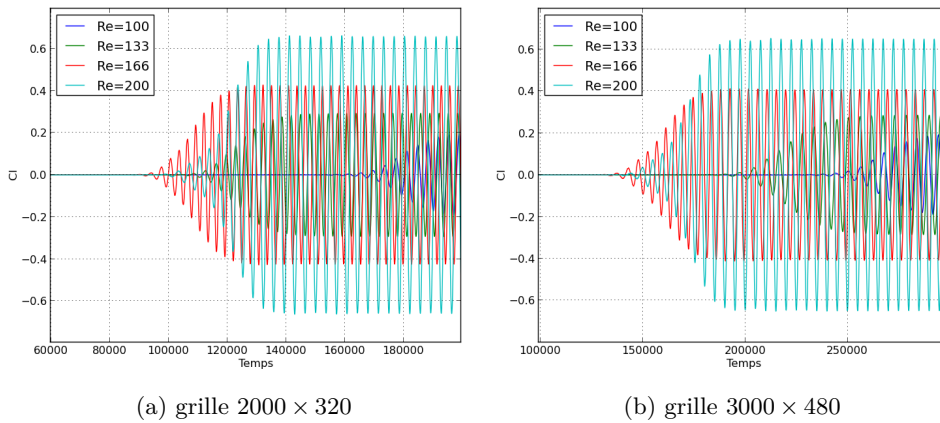 Re=100
Re=133
Re=166
Re=200
0.6
0.4
0.2
0.0
−0.2
−0.4
−0.6
Cl
60000 80000 100000 120000 140000 160000 180000
Temps
(a) grille 2000 × 320
Re=100
Re=133
Re=166
Re=200
0.6
0.4
0.2
0.0
−0.2
−0.4
−0.6
Cl
100000 150000 200000 250000
Temps
(b) grille 3000 × 480